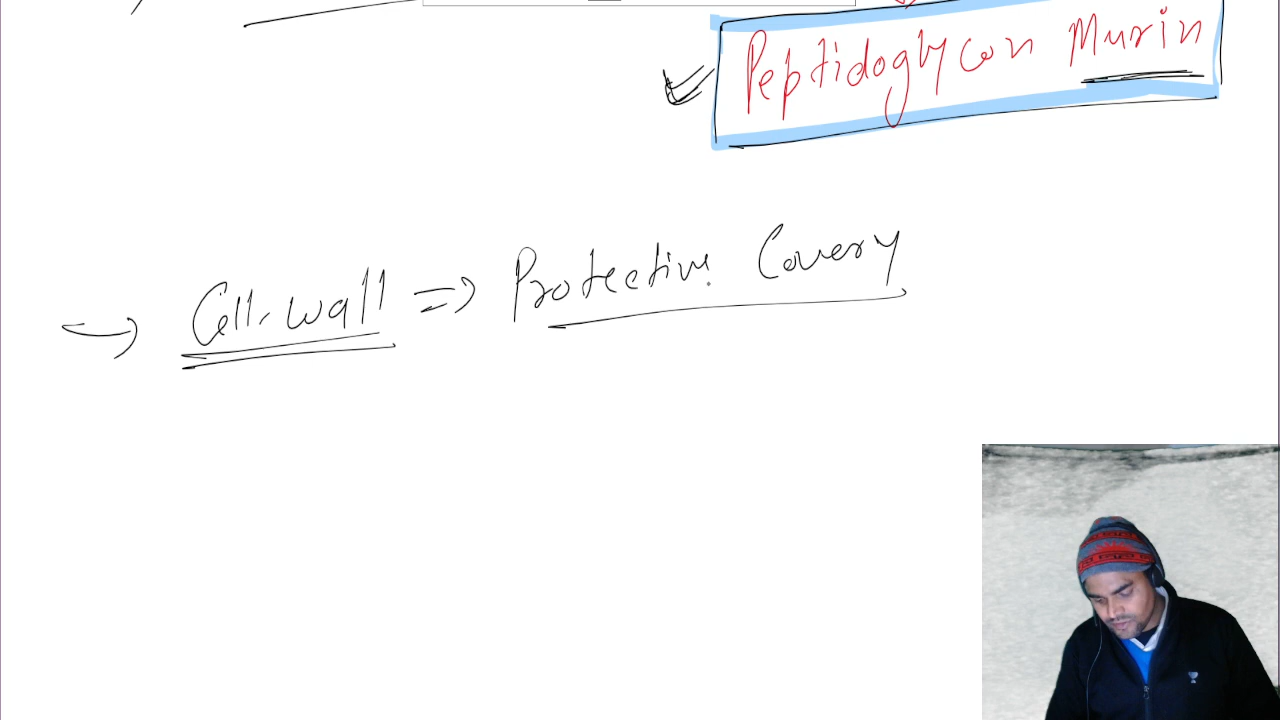 Peptidoglycan Murin
→ Cell-wall ⇒ Protective Covery